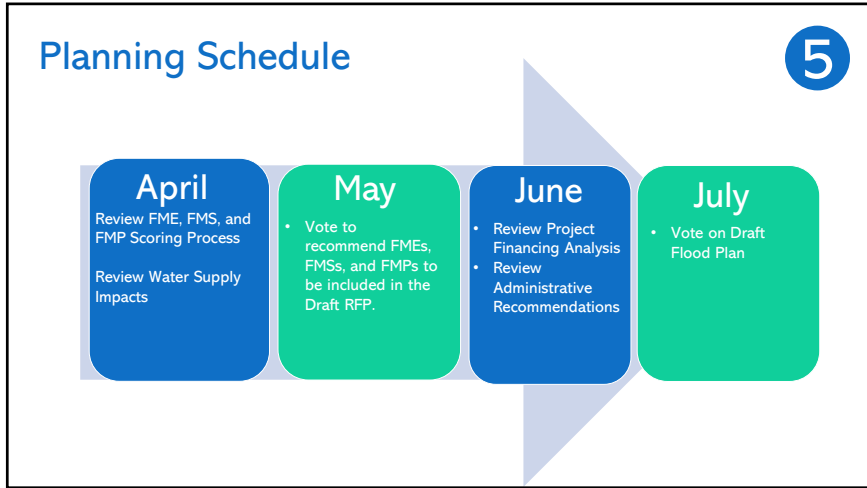 Planning Schedule
5
April
Review FME, FMS, and
FMP Scoring Process
Review Water Supply
Impacts
May
• Vote to
recommend FMEs,
FMSs, and FMPs to
be included in the
Draft RFP.
June
• Review Project
Financing Analysis
• Review
Administrative
Recommendations
July
• Vote on Draft
Flood Plan